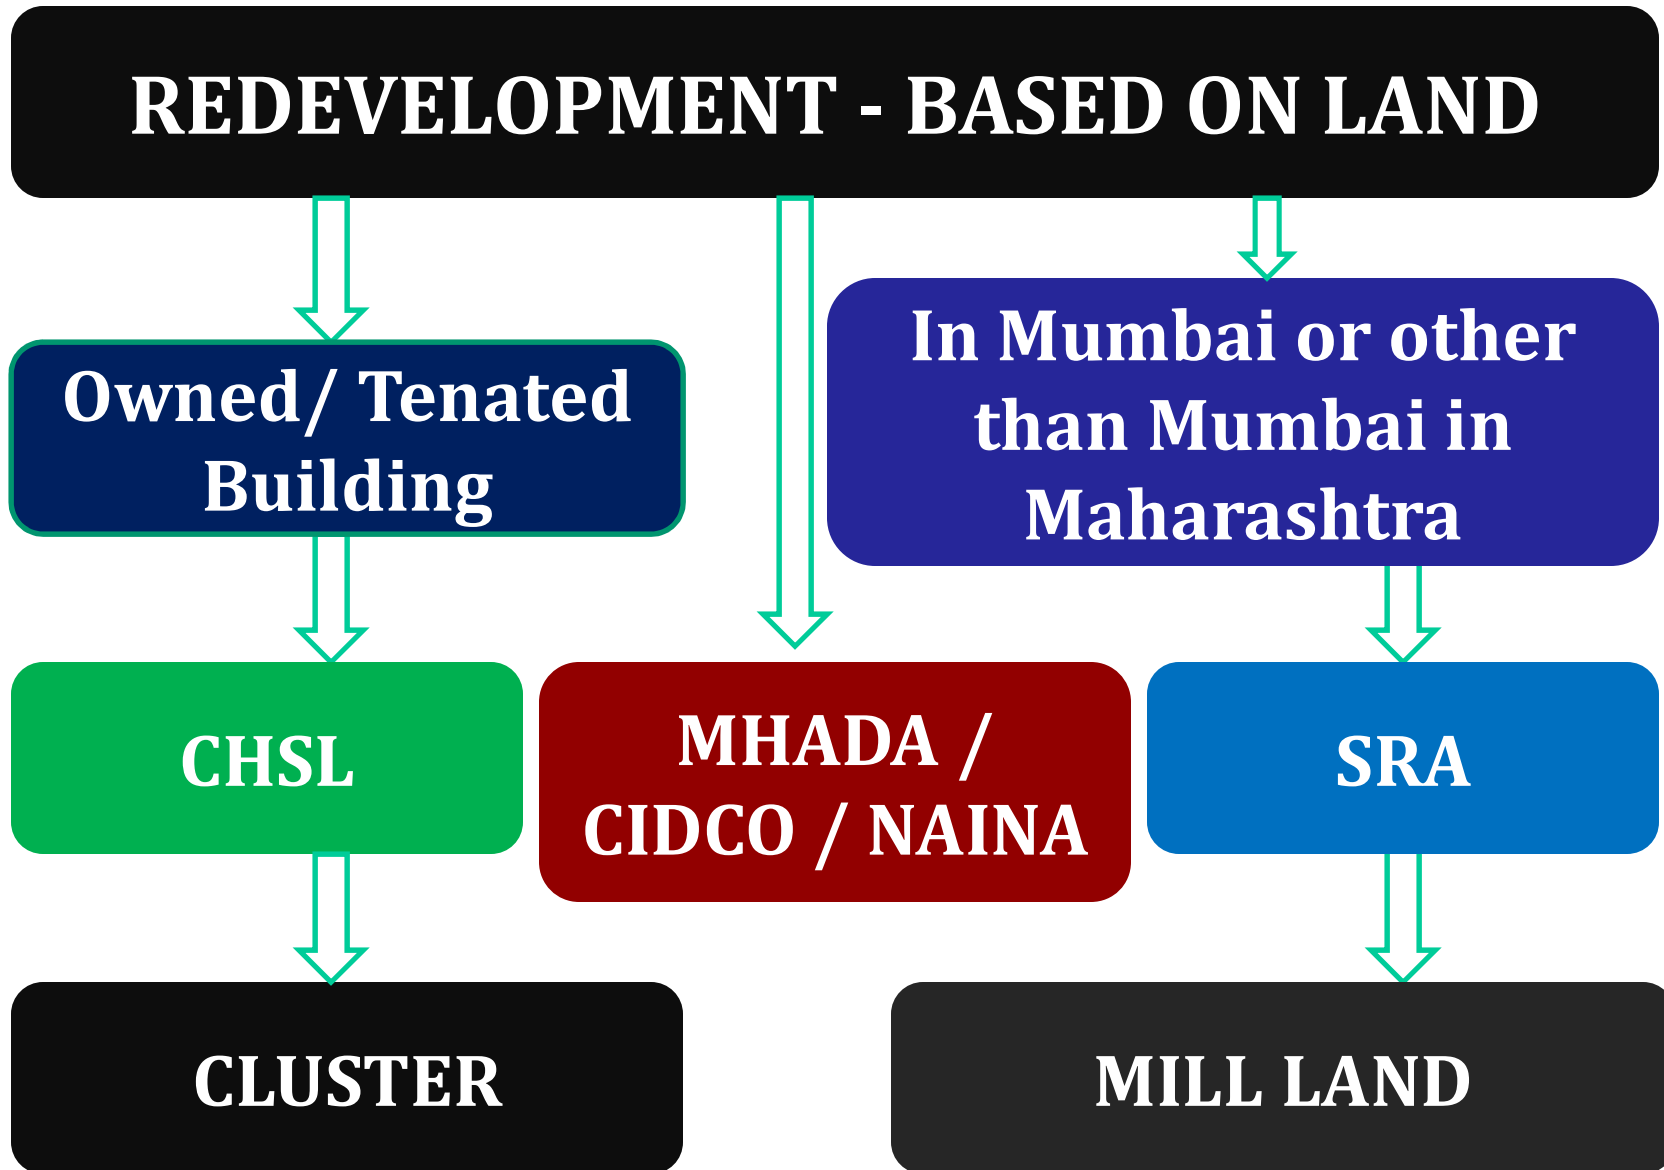 REDEVELOPMENT - BASED ON LAND
Owned/ Tenated
Building
In Mumbai or other
than Mumbai in
Maharashtra
CHSL
MHADA /
CIDCO / NAINA
SRA
CLUSTER
MILL LAND